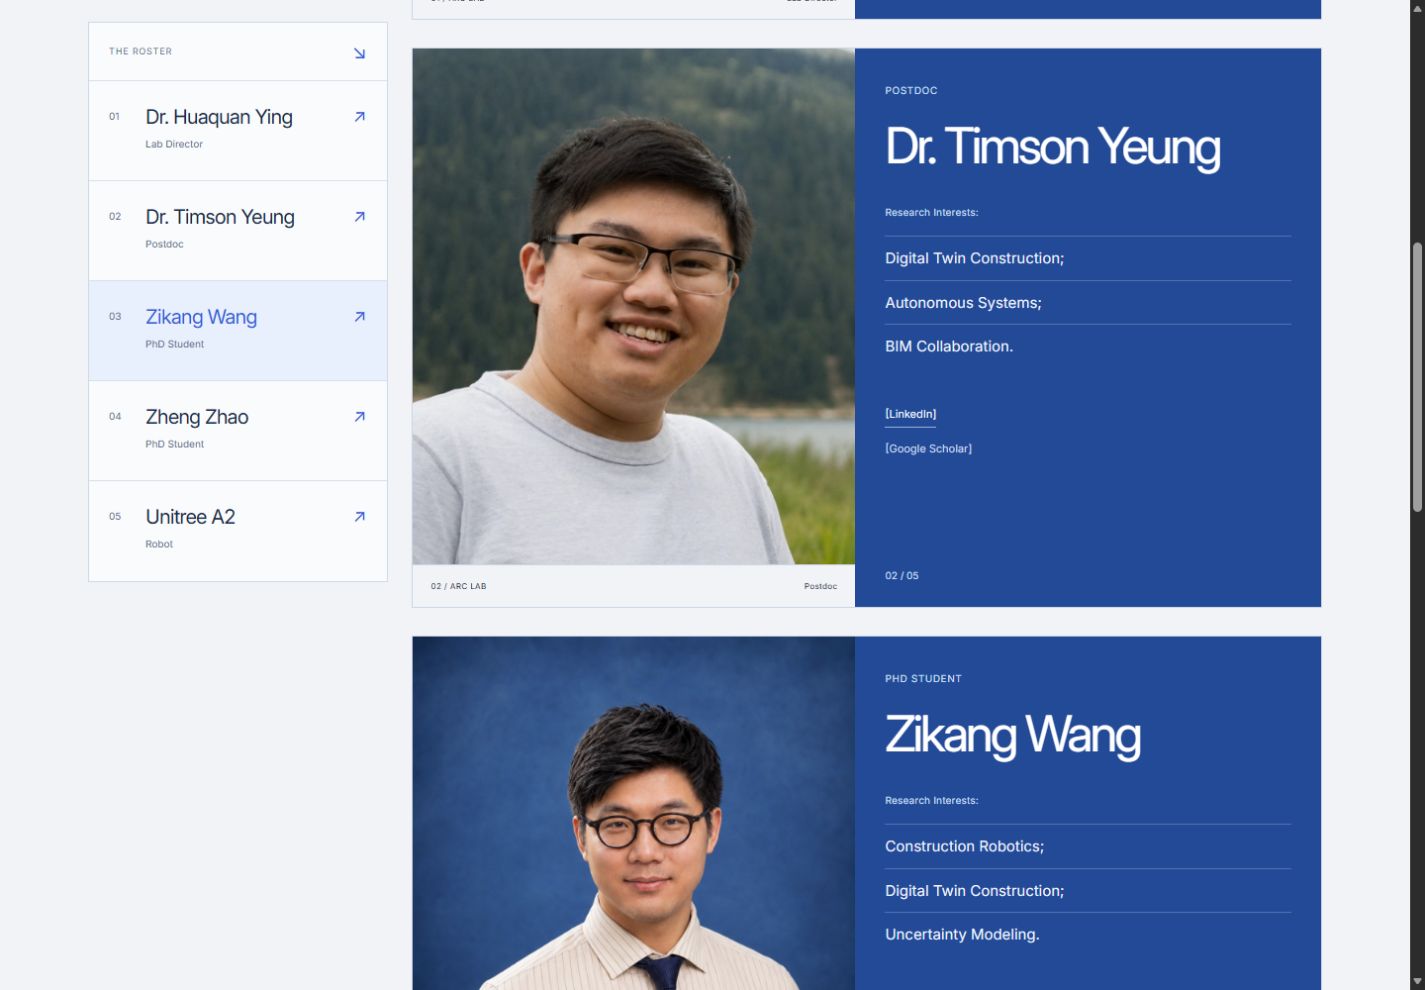 THE ROSTER
01
Dr. Huaquan Ying
Lab Director
02
Dr. Timson Yeung
Postdoc
03
Zikang Wang
PhD Student
04
Zheng Zhao
PhD Student
05
Unitree A2
Robot
POSTDOC
Dr. Timson Yeung
Research Interests:
Digital Twin Construction;
Autonomous Systems;
BIM Collaboration.
[LinkedIn]
[Google Scholar]
02 / 05
02 / ARC LAB
Postdoc
PHD STUDENT
Zikang Wang
Research Interests:
Construction Robotics;
Digital Twin Construction;
Uncertainty Modeling.